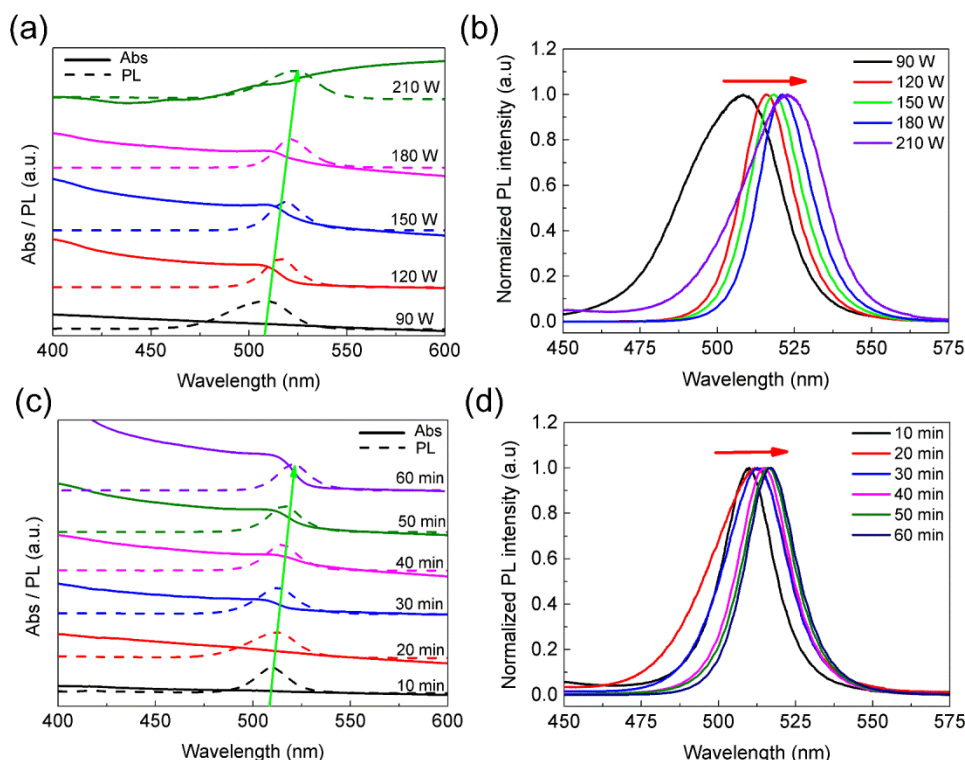 (a)
Abs
PL
210 W
180 W
150 W
120 W
90 W
400 450 500 550 600
Wavelength (nm)
Abs / PL (a.u.)
(b)
90 W
120 W
150 W
180 W
210 W
1.2
1.0
0.8
0.6
0.4
0.2
0.0
450 475 500 525 550 575
Wavelength (nm)
Normalized PL intensity (a.u)
(c)
Abs
PL
60 min
50 min
40 min
30 min
20 min
10 min
400 450 500 550 600
Wavelength (nm)
Abs / PL (a.u.)
(d)
10 min
20 min
30 min
40 min
50 min
60 min
1.2
1.0
0.8
0.6
0.4
0.2
0.0
450 475 500 525 550 575
Wavelength (nm)
Normalized PL intensity (a.u)